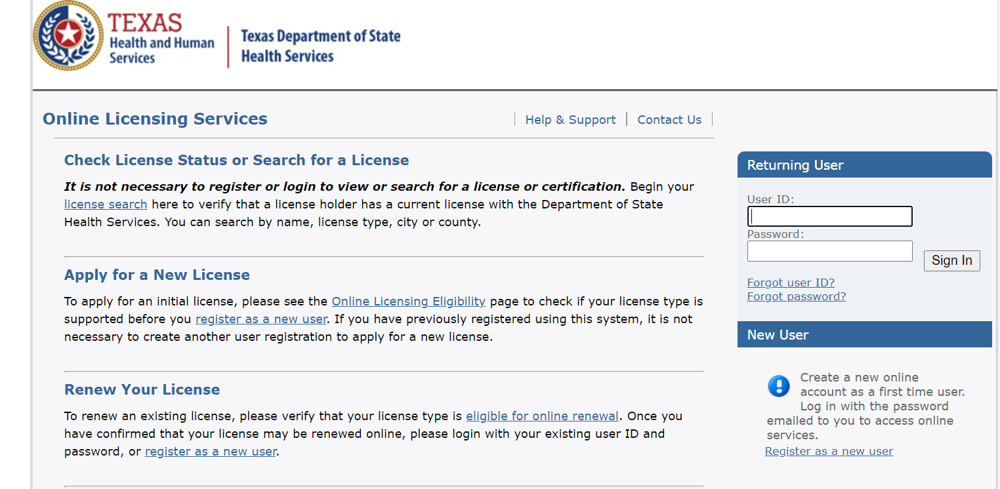 TEXAS
Health and Human
Services
Texas Department of State
Health Services
Online Licensing Services
Help & Support
Contact Us
Check License Status or Search for a License
It is not necessary to register or login to view or search for a license or certification. Begin your
license search here to verify that a license holder has a current license with the Department of State
Health Services. You can search by name, license type, city or county.
Apply for a New License
To apply for an initial license, please see the Online Licensing Eligibility page to check if your license type is
supported before you register as a new user. If you have previously registered using this system, it is not
necessary to create another user registration to apply for a new license.
Renew Your License
To renew an existing license, please verify that your license type is eligible for online renewal. Once you
have confirmed that your license may be renewed online, please login with your existing user ID and
password, or register as a new user.
Returning User
User ID:
Password:
Sign In
Forgot user ID?
Forgot password?
New User
Create a new online
account as a first time user.
Log in with the password
emailed to you to access online
services.
Register as a new user